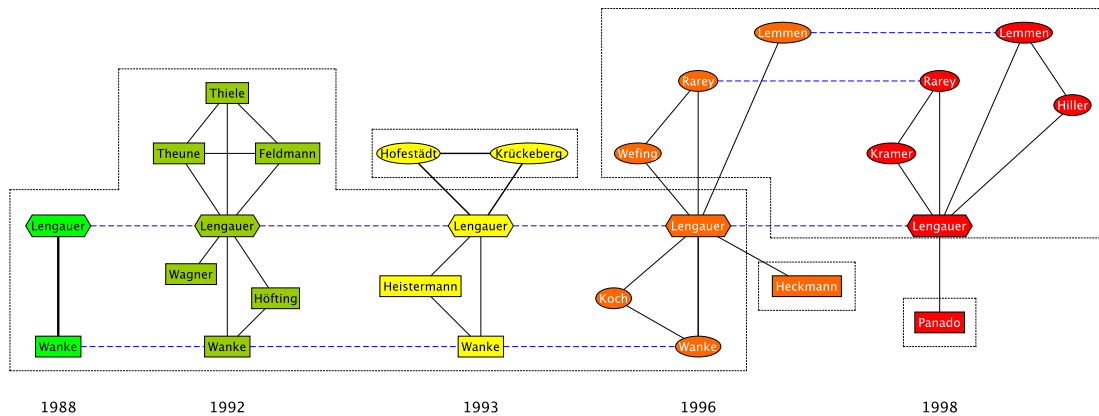 Lemmen
Lemmen
Rarey
Rarey
Thiele
Hiller
Theune
Feldmann
Hofestädt
Krückeberg
Wefing
Kramer
Lengauer
Lengauer
Lengauer
Lengauer
Lengauer
Wagner
Heistermann
Heckmann
Höfting
Koch
Panado
Wanke
Wanke
Wanke
Wanke
1988
1992
1993
1996
1998